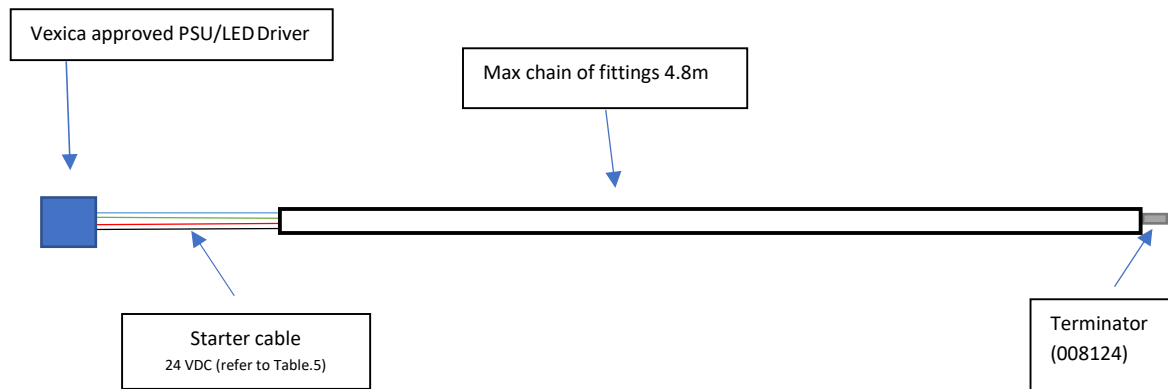 Vexica approved PSU/LED Driver
Max chain of fittings 4.8m
Starter cable
24 VDC (refer to Table.5)
Terminator
(008124)